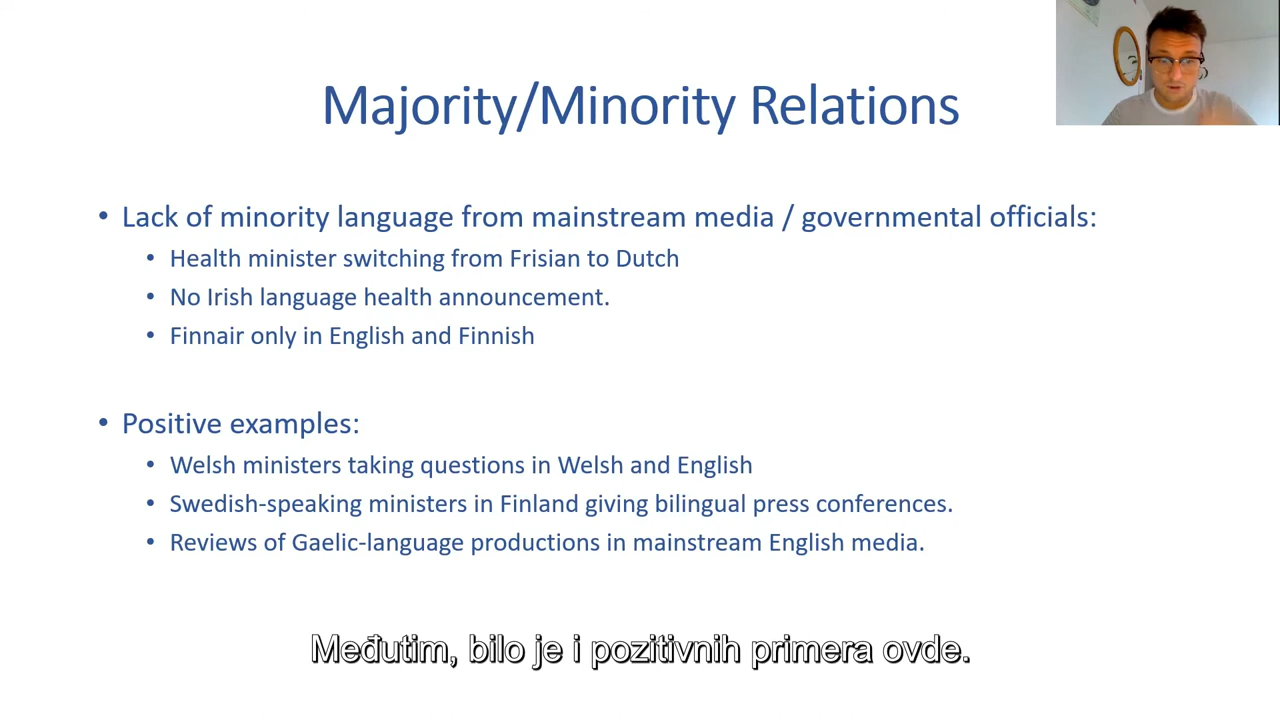 Majority/Minority Relations
• Lack of minority language from mainstream media / governmental officials:
• Health minister switching from Frisian to Dutch
• No Irish language health announcement.
• Finnair only in English and Finnish
• Positive examples:
• Welsh ministers taking questions in Welsh and English
• Swedish-speaking ministers in Finland giving bilingual press conferences.
• Reviews of Gaelic-language productions in mainstream English media.
Međutim, bilo je i pozitivnih primera ovde.